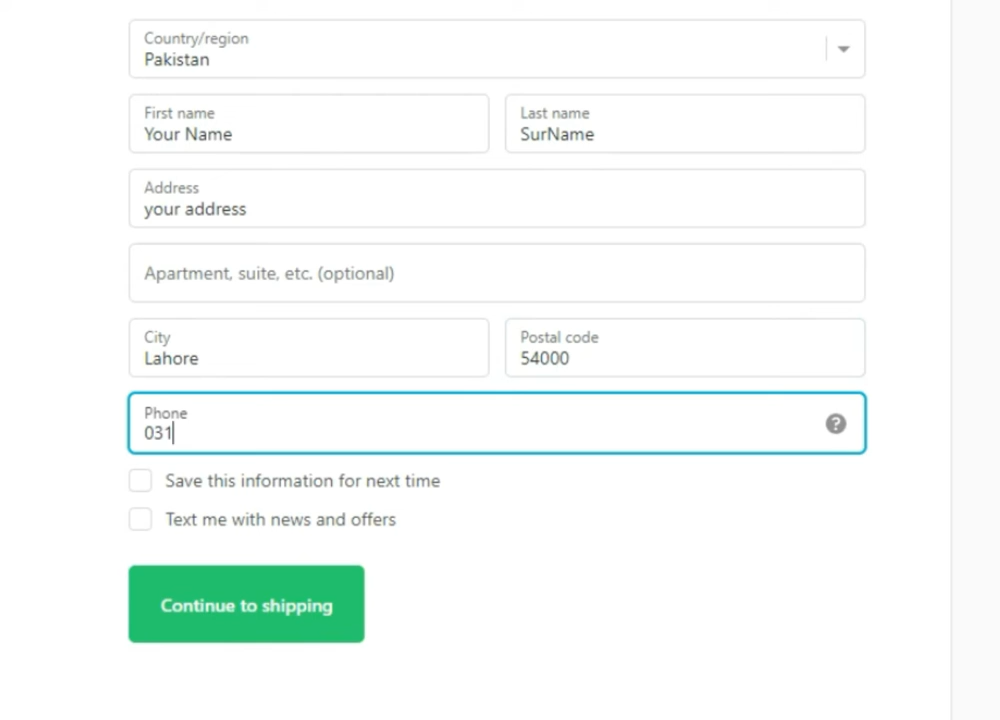 Country/region
Pakistan
First name
Your Name
Last name
SurName
Address
your address
Apartment, suite, etc. (optional)
City
Lahore
Postal code
54000
Phone
031
?
Save this information for next time
Text me with news and offers
Continue to shipping